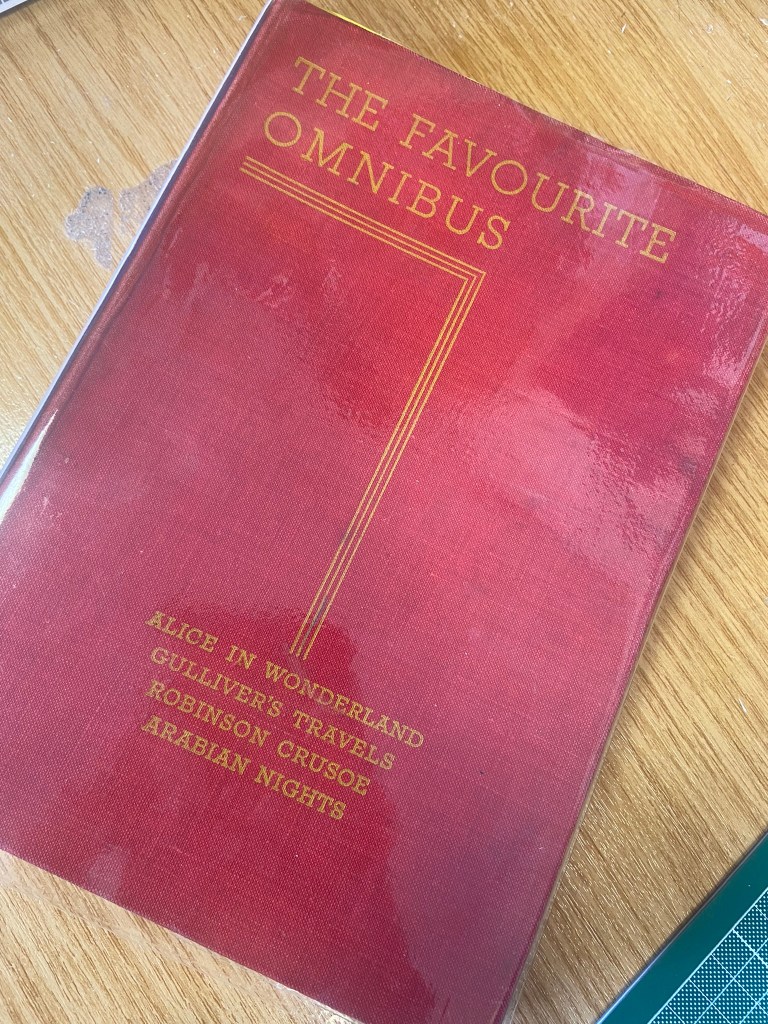 THE FAVOURITE
OMNIBUS
ALICE IN WONDERLAND
GULLIVER'S TRAVELS
ROBINSON CRUSOE
ARABIAN NIGHTS